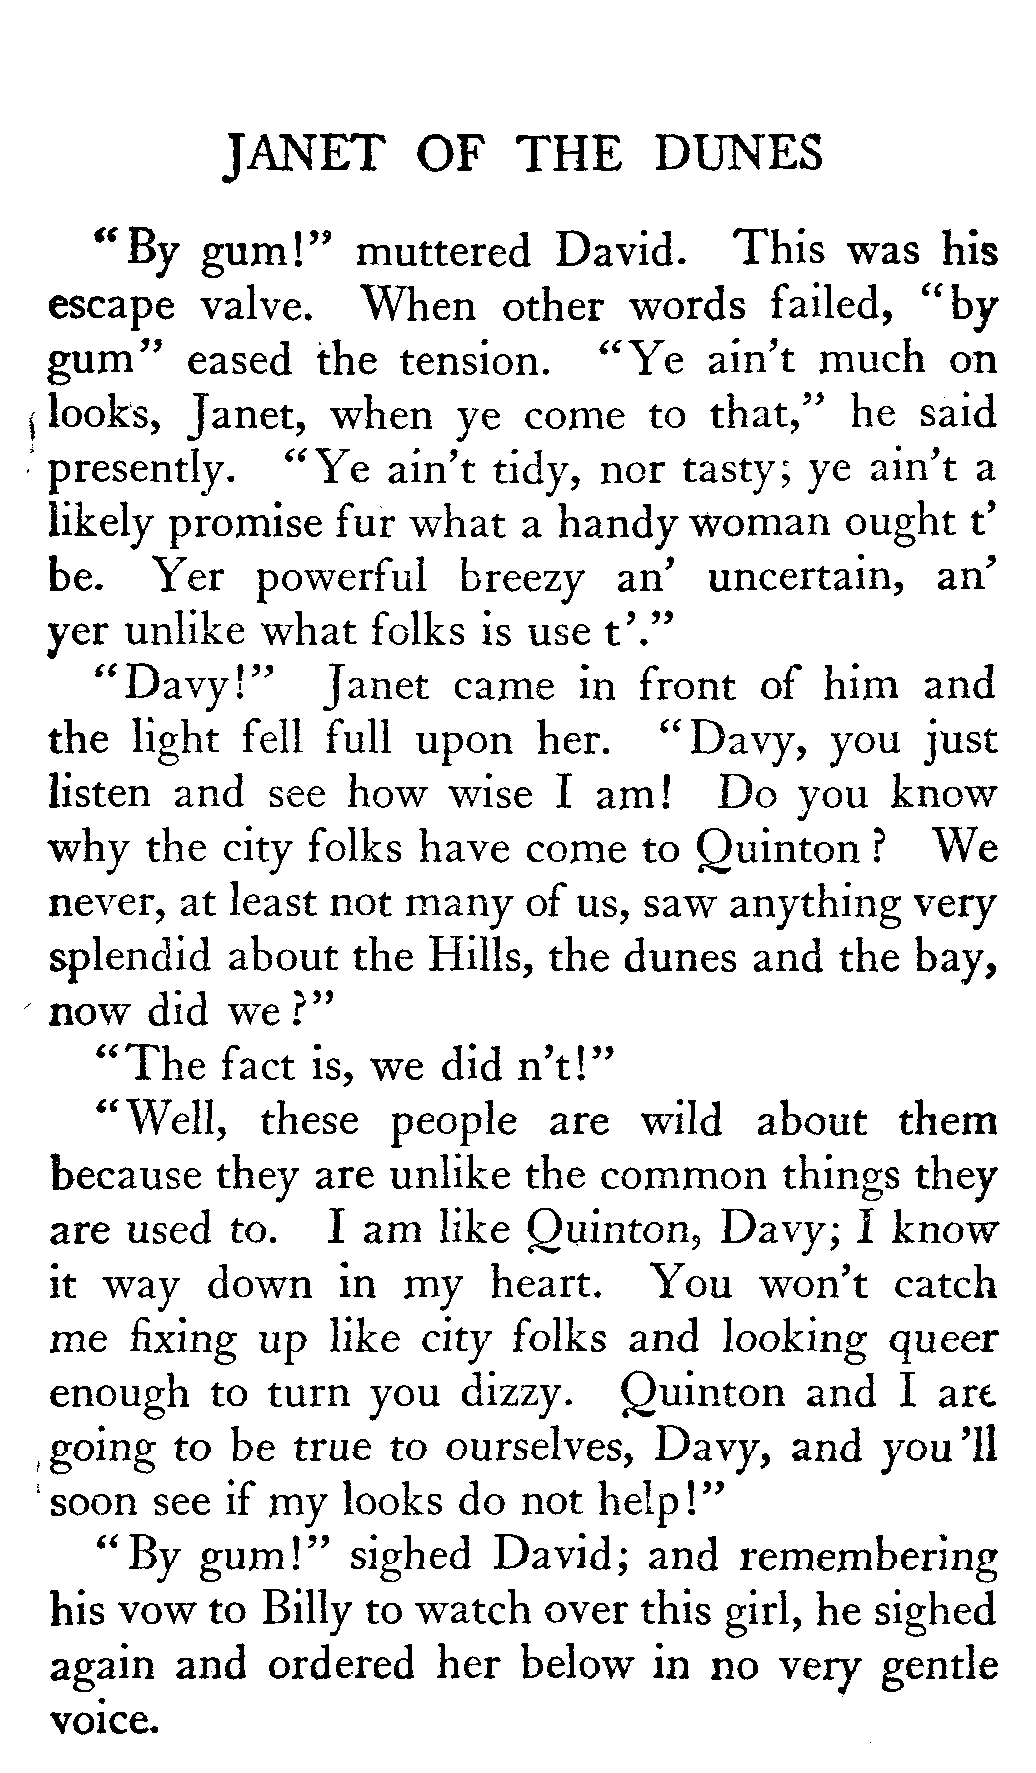 JANET OF THE DUNES
"By gum!" muttered David. This was his
escape valve. When other words failed, "by
gum" eased the tension. "Ye ain't much on
looks, Janet, when ye come to that," he said
presently. "Ye ain't tidy, nor tasty; ye ain't a
likely promise fur what a handy woman ought t'
be. Yer powerful breezy an' uncertain, an'
yer unlike what folks is use t'."
"Davy!" Janet came in front of him and
the light fell full upon her. "Davy, you just
listen and see how wise I am! Do you know
why the city folks have come to Quinton? We
never, at least not many of us, saw anything very
splendid about the Hills, the dunes and the bay,
now did we?"
"The fact is, we did n't!"
"Well, these people are wild about them
because they are unlike the common things they
are used to. I am like Quinton, Davy; I know
it way down in my heart. You won't catch
me fixing up like city folks and looking queer
enough to turn you dizzy. Quinton and I are
going to be true to ourselves, Davy, and you 'll
soon see if my looks do not help!"
"By gum!" sighed David; and remembering
his vow to Billy to watch over this girl, he sighed
again and ordered her below in no very gentle
voice.